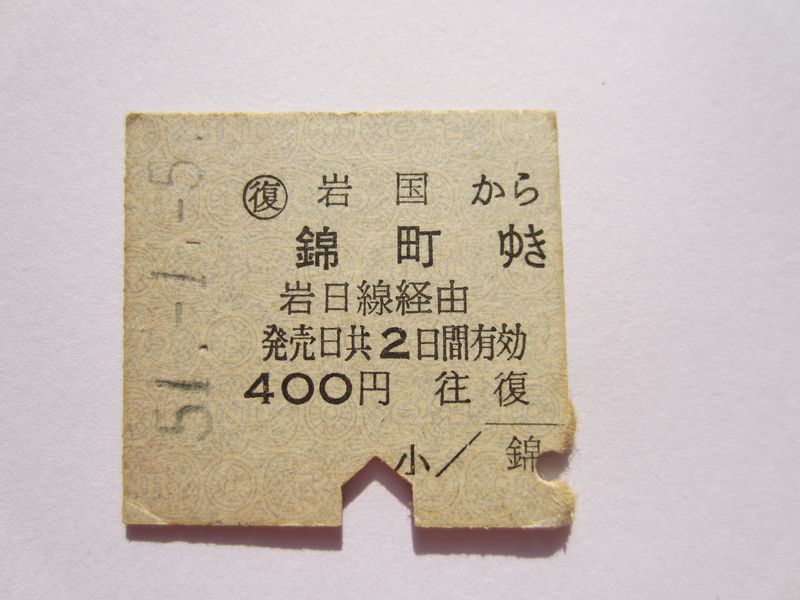 ㊝ 岩国から
錦町ゆき
岩日線経由
発売日共2日間有効
400円 往復
小 錦
51.-1.-5